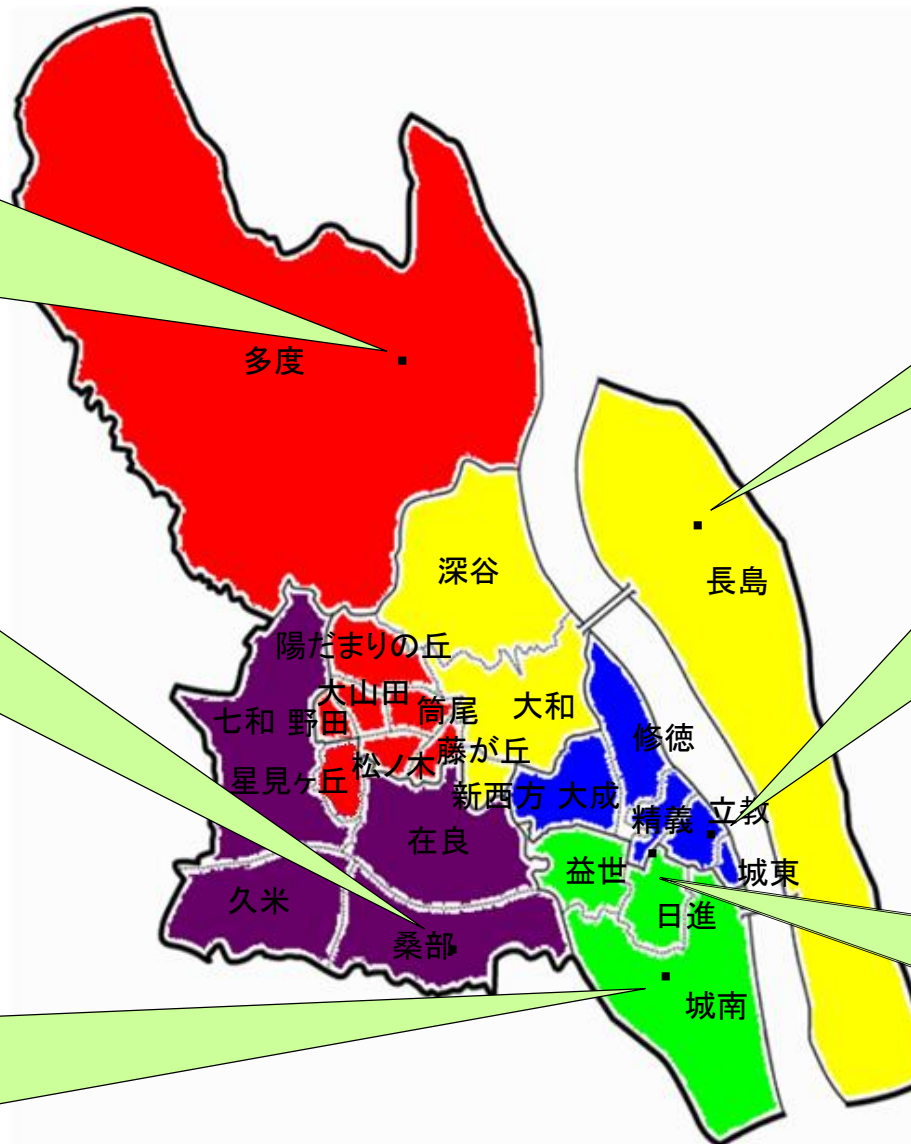 多度
深谷
長島
陽だまりの丘
大山田
七和
野田
筒尾
大和
修徳
星見ヶ丘
松ノ木
藤が丘
新西方
大成
精義
立教
在良
益世
城東
久米
日進
桑部
城南